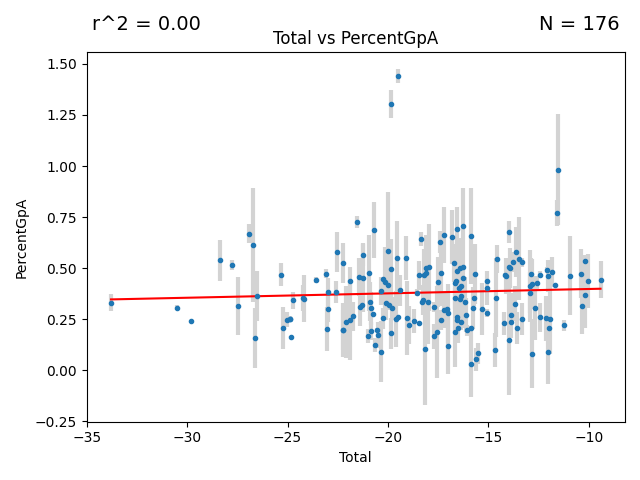 r^2 = 0.00
N = 176
Total vs PercentGpA
PercentGpA
1.50
1.25
1.00
0.75
0.50
0.25
0.00
−0.25
−35
−30
−25
−20
−15
−10
Total